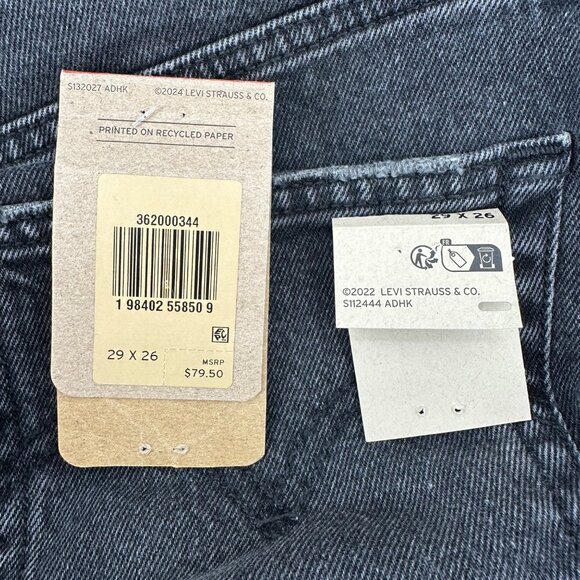 S132027 ADHK ©2024 LEVI STRAUSS & CO.
PRINTED ON RECYCLED PAPER
362000344
1 98402 55850 9
29 X 26
MSRP
$79.50
29 X 26
FR
©2022 LEVI STRAUSS & CO.
S112444 ADHK